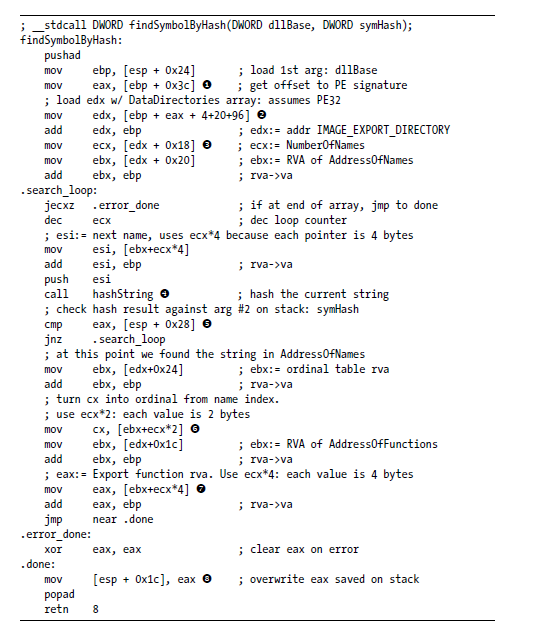 ; __stdcall DWORD findSymbolByHash(DWORD dllBase, DWORD symHash);
findSymbolByHash:
pushad
mov ebp, [esp + 0x24] ; load 1st arg: dllBase
mov eax, [ebp + 0x3c] ❶ ; get offset to PE signature
; load edx w/ DataDirectories array: assumes PE32
mov edx, [ebp + eax + 4+20+96] ❷
add edx, ebp ; edx:= addr IMAGE_EXPORT_DIRECTORY
mov ecx, [edx + 0x18] ❸ ; ecx:= NumberOfNames
mov ebx, [edx + 0x20] ; ebx:= RVA of AddressOfNames
add ebx, ebp ; rva->va
.search_loop:
jecxz .error_done ; if at end of array, jmp to done
dec ecx ; dec loop counter
; esi:= next name, uses ecx*4 because each pointer is 4 bytes
mov esi, [ebx+ecx*4]
add esi, ebp ; rva->va
push esi
call hashString ❹ ; hash the current string
; check hash result against arg #2 on stack: symHash
cmp eax, [esp + 0x28] ❺
jnz .search_loop
; at this point we found the string in AddressOfNames
mov ebx, [edx+0x24] ; ebx:= ordinal table rva
add ebx, ebp ; rva->va
; turn cx into ordinal from name index.
; use ecx*2: each value is 2 bytes
mov cx, [ebx+ecx*2] ❻
mov ebx, [edx+0x1c] ; ebx:= RVA of AddressOfFunctions
add ebx, ebp ; rva->va
; eax:= Export function rva. Use ecx*4: each value is 4 bytes
mov eax, [ebx+ecx*4] ❼
add eax, ebp ; rva->va
jmp near .done
.error_done:
xor eax, eax ; clear eax on error
.done:
mov [esp + 0x1c], eax ❽ ; overwrite eax saved on stack
popad
retn 8